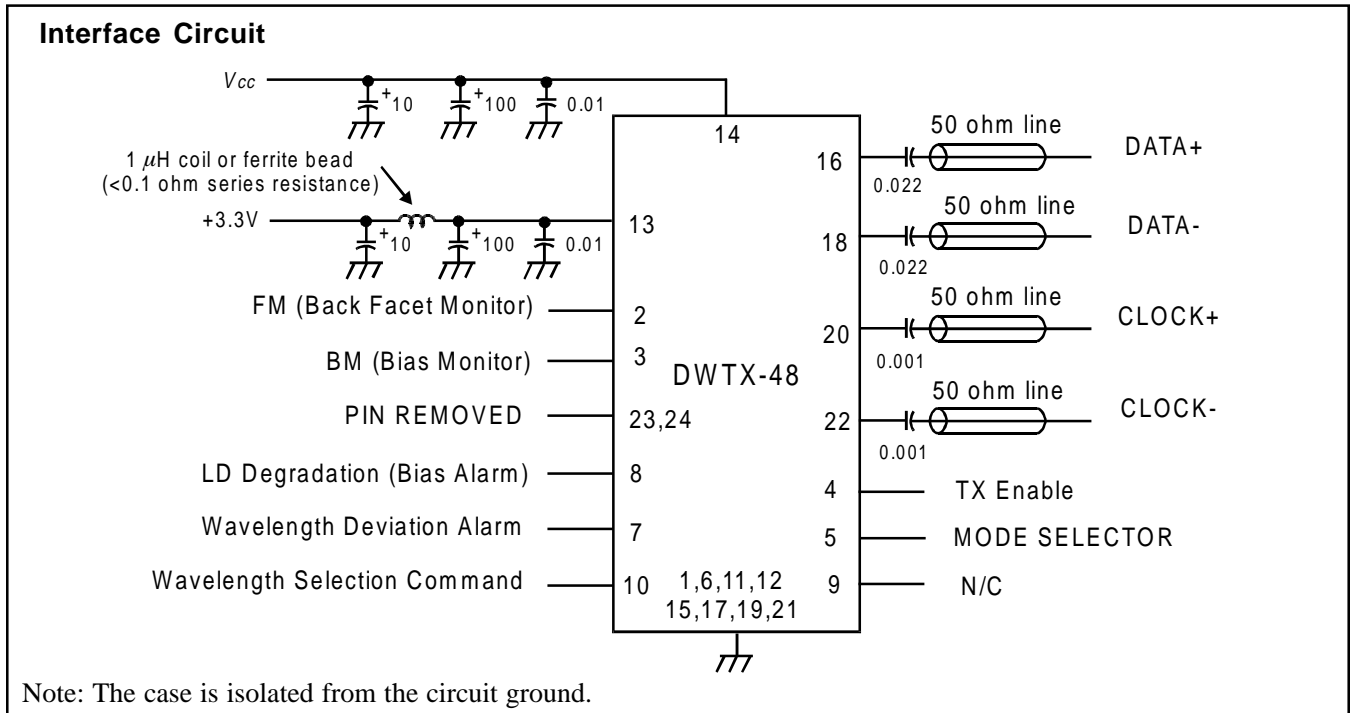 Interface Circuit
Vcc
+10
+100
0.01
14
1 μH coil or ferrite bead
(<0.1 ohm series resistance)
+3.3V
+10
+100
0.01
13
FM (Back Facet Monitor)
2
BM (Bias Monitor)
3
PIN REMOVED
23,24
LD Degradation (Bias Alarm)
8
Wavelength Deviation Alarm
7
Wavelength Selection Command
10
DWTX-48
1,6,11,12
15,17,19,21
16
0.022
50 ohm line
DATA+
18
0.022
50 ohm line
DATA-
20
0.001
50 ohm line
CLOCK+
22
0.001
50 ohm line
CLOCK-
4
TX Enable
5
MODE SELECTOR
9
N/C
Note: The case is isolated from the circuit ground.